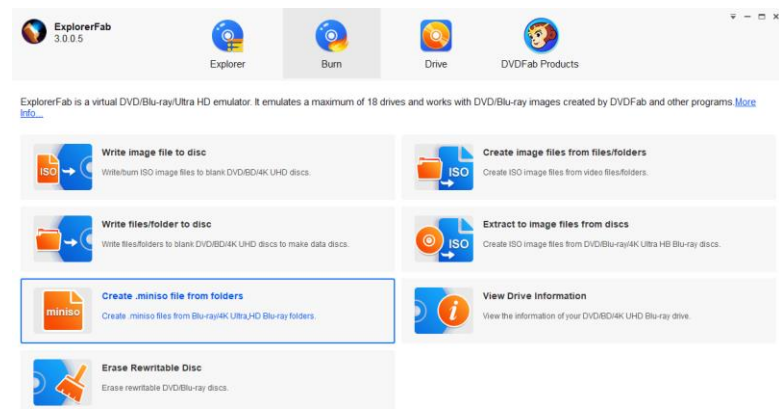 ExplorerFab
3.0.0.5
Explorer
Burn
Drive
DVDFab Products
ExplorerFab is a virtual DVD/Blu-ray/Ultra HD emulator. It emulates a maximum of 18 drives and works with DVD/Blu-ray images created by DVDFab and other programs.More
Info...
Write image file to disc
ISO
Write/burn ISO image files to blank DVD/BD/4K UHD discs.
Create image files from files/folders
ISO
Create ISO image files from video files/folders.
Write files/folder to disc
Write files/folders to blank DVD/BD/4K UHD discs to make data discs.
Extract to image files from discs
ISO
Create ISO image files from DVD/Blu-ray/4K Ultra HB Blu-ray discs.
Create .miniso file from folders
miniso
Create .miniso files from Blu-ray/4K Ultra,HD Blu-ray folders.
View Drive Information
View the information of your DVD/BD/4K UHD Blu-ray drive.
Erase Rewritable Disc
Erase rewritable DVD/Blu-ray discs.